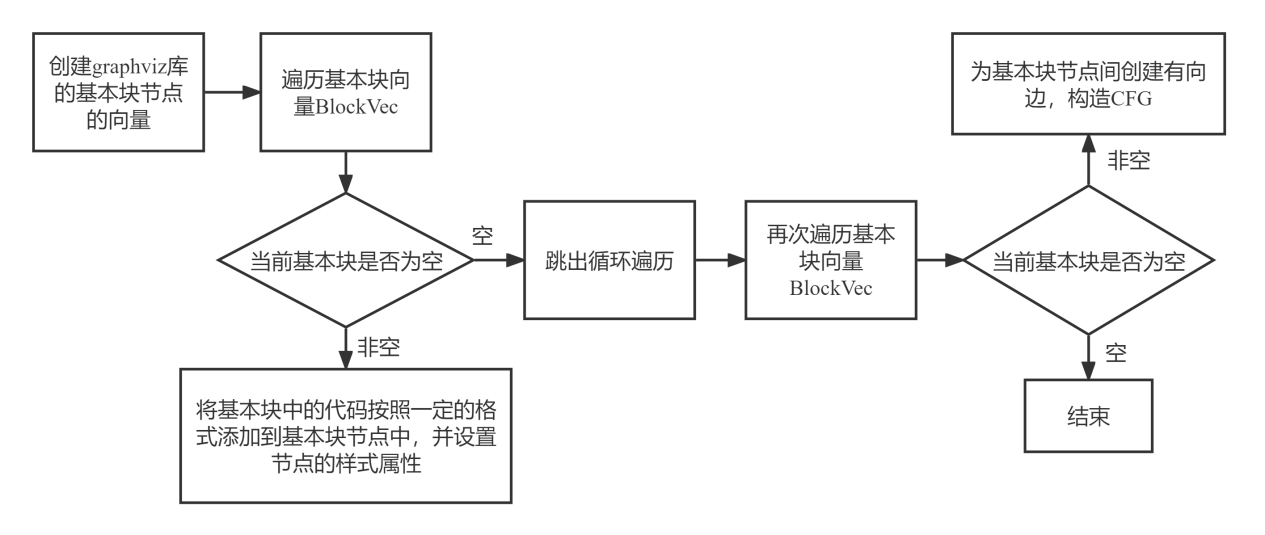 创建graphviz库
的基本块节点
的向量
遍历基本块向
量BlockVec
当前基本块是否为空
非空
将基本块中的代码按照一定的格
式添加到基本块节点中，并设置
节点的样式属性
空
跳出循环遍历
再次遍历基本
块向量
BlockVec
当前基本块是否为空
非空
为基本块节点间创建有向
边，构造CFG
空
结束